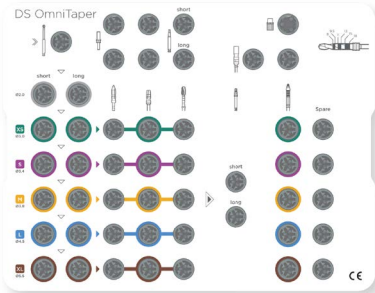 DS OmniTaper
short
long
short
long
Spare
XS
S
M
short
long
L
XL
CE